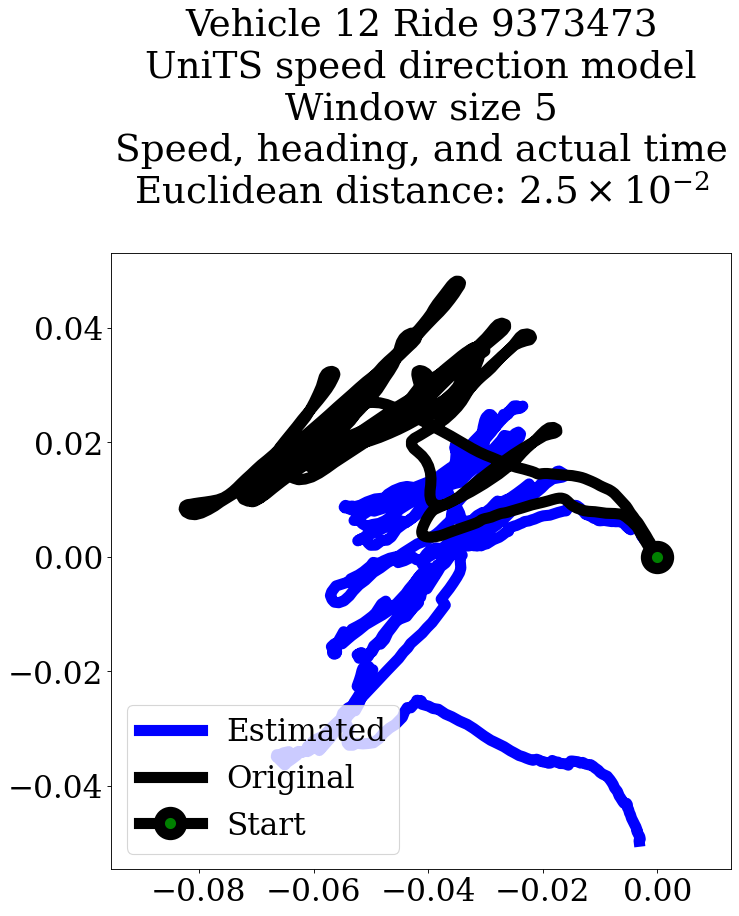 Vehicle 12 Ride 9373473
UniTS speed direction model
Window size 5
Speed, heading, and actual time
Euclidean distance: 2.5 × 10⁻²
0.04
0.02
0.00
−0.02
−0.04
Estimated
Original
Start
−0.08 −0.06 −0.04 −0.02 0.00